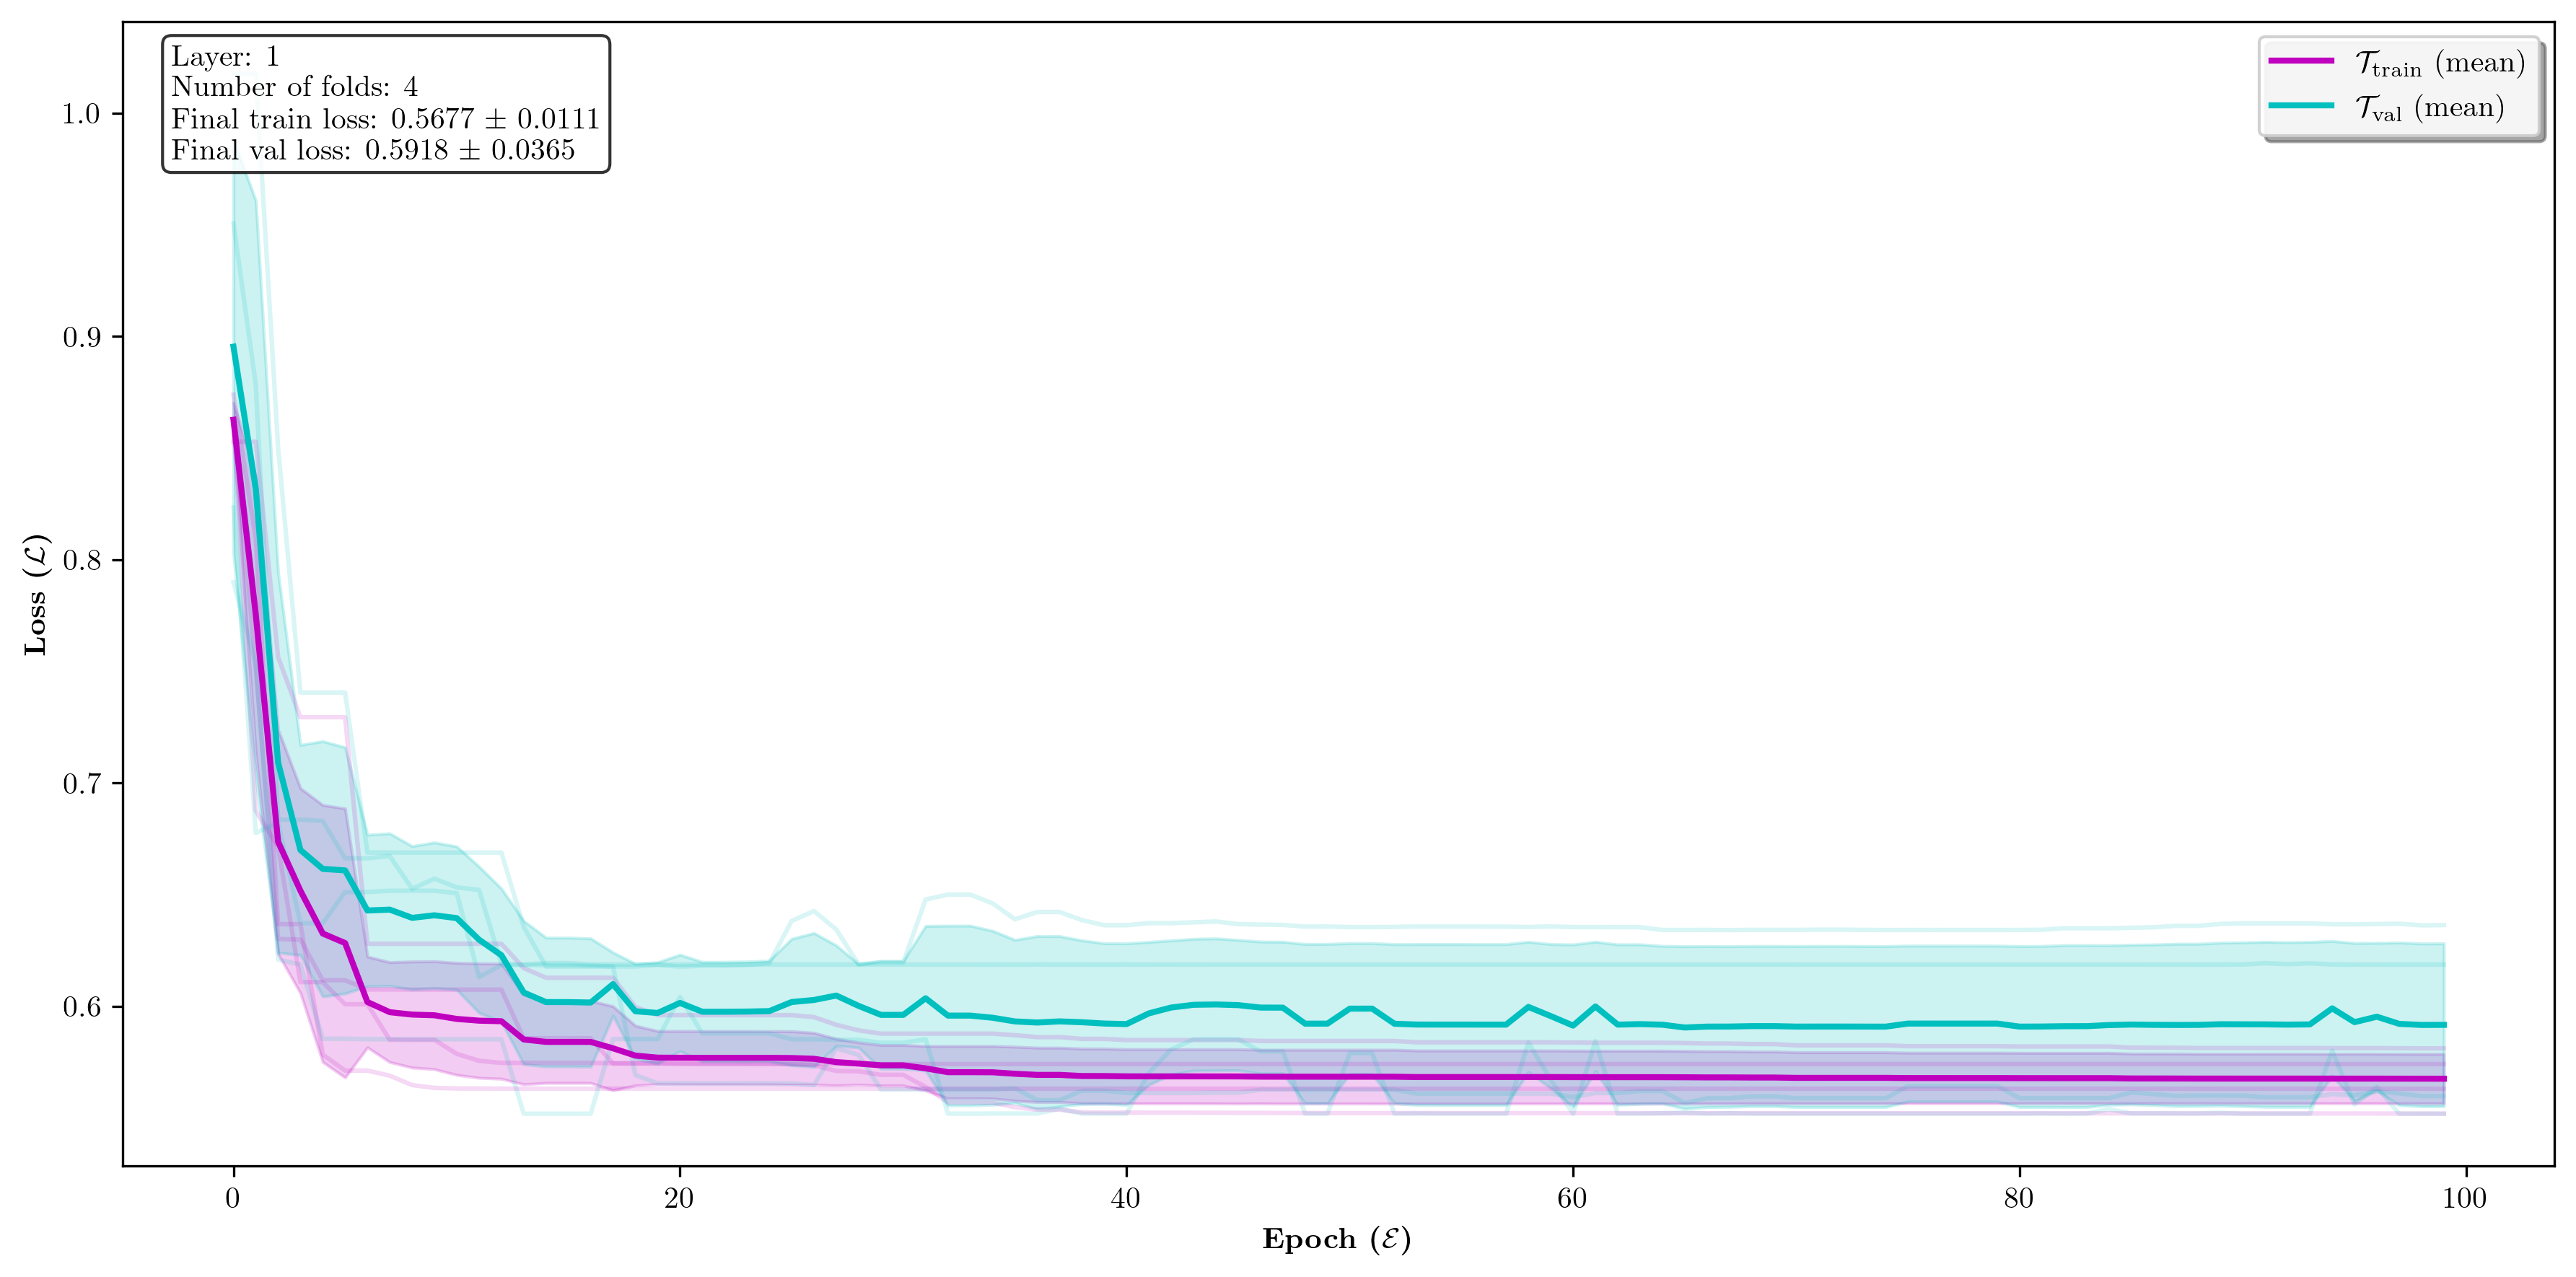 Layer: 1
Number of folds: 4
Final train loss: 0.5677 ± 0.0111
Final val loss: 0.5918 ± 0.0365
𝒯train (mean)
𝒯val (mean)
1.0
0.9
0.8
0.7
0.6
Loss (ℒ)
0 20 40 60 80 100
Epoch (ℰ)